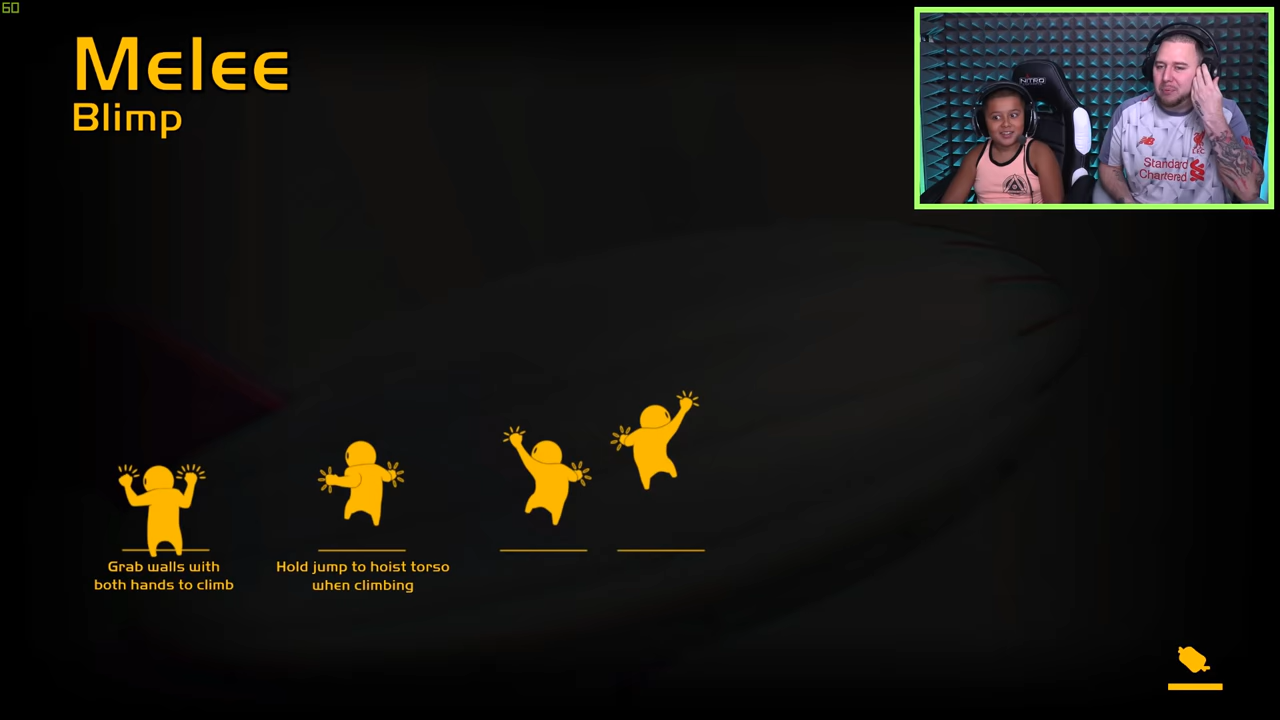 60
Melee
Blimp
NITRO
Standard
Chartered
LFC
Grab walls with
both hands to climb
Hold jump to hoist torso
when climbing